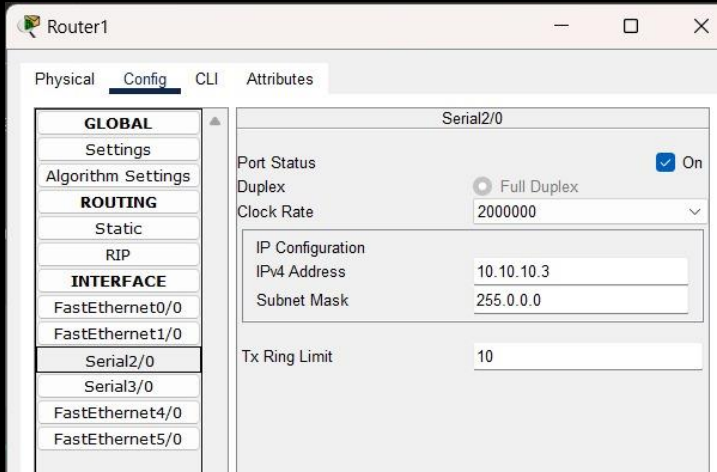 Router1
Physical Config CLI Attributes
GLOBAL
Settings
Algorithm Settings
ROUTING
Static
RIP
INTERFACE
FastEthernet0/0
FastEthernet1/0
Serial2/0
Serial3/0
FastEthernet4/0
FastEthernet5/0
Serial2/0
Port Status On
Duplex Full Duplex
Clock Rate 2000000
IP Configuration
IPv4 Address 10.10.10.3
Subnet Mask 255.0.0.0
Tx Ring Limit 10